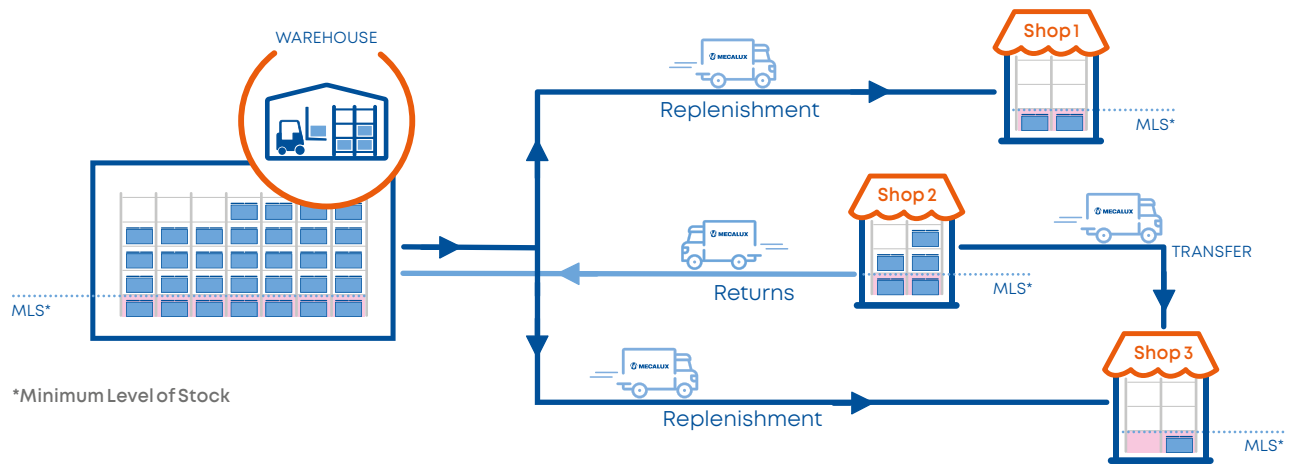 WAREHOUSE
Shop 1
MECALUX
Replenishment
MLS*
Shop 2
MECALUX
MECALUX
TRANSFER
Returns
MLS*
MLS*
Shop 3
MECALUX
*Minimum Level of Stock
Replenishment
MLS*